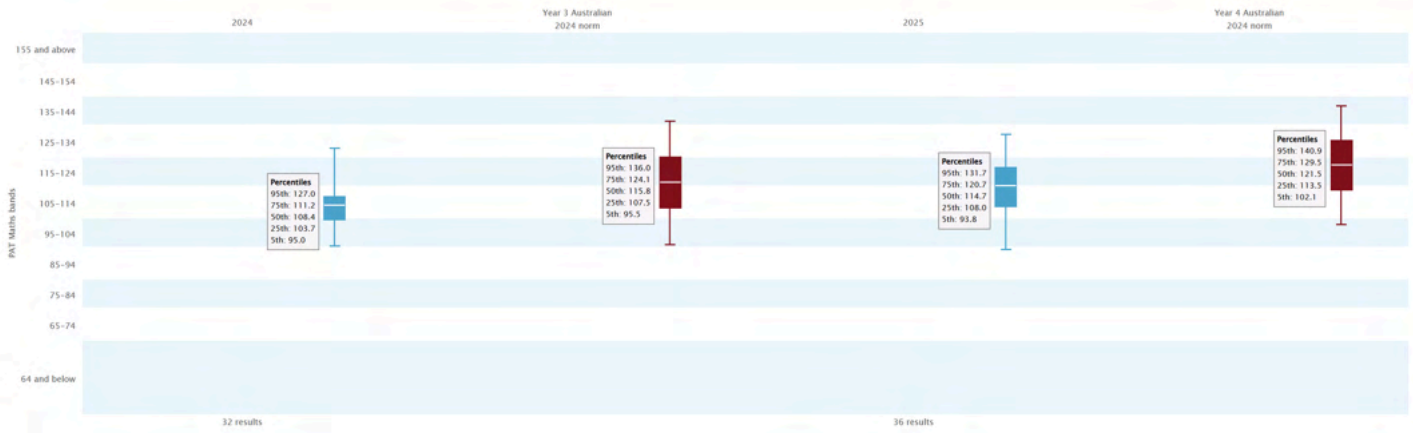 2024
Year 3 Australian
2024 norm
2025
Year 4 Australian
2024 norm
PAT Maths bands
155 and above
145–154
135–144
125–134
115–124
105–114
95–104
85–94
75–84
65–74
64 and below
Percentiles
95th: 127.0
75th: 111.2
50th: 108.4
25th: 103.7
5th: 95.0
Percentiles
95th: 136.0
75th: 124.1
50th: 115.8
25th: 107.5
5th: 95.5
Percentiles
95th: 131.7
75th: 120.7
50th: 114.7
25th: 108.0
5th: 93.8
Percentiles
95th: 140.9
75th: 129.5
50th: 121.5
25th: 113.5
5th: 102.1
32 results
36 results